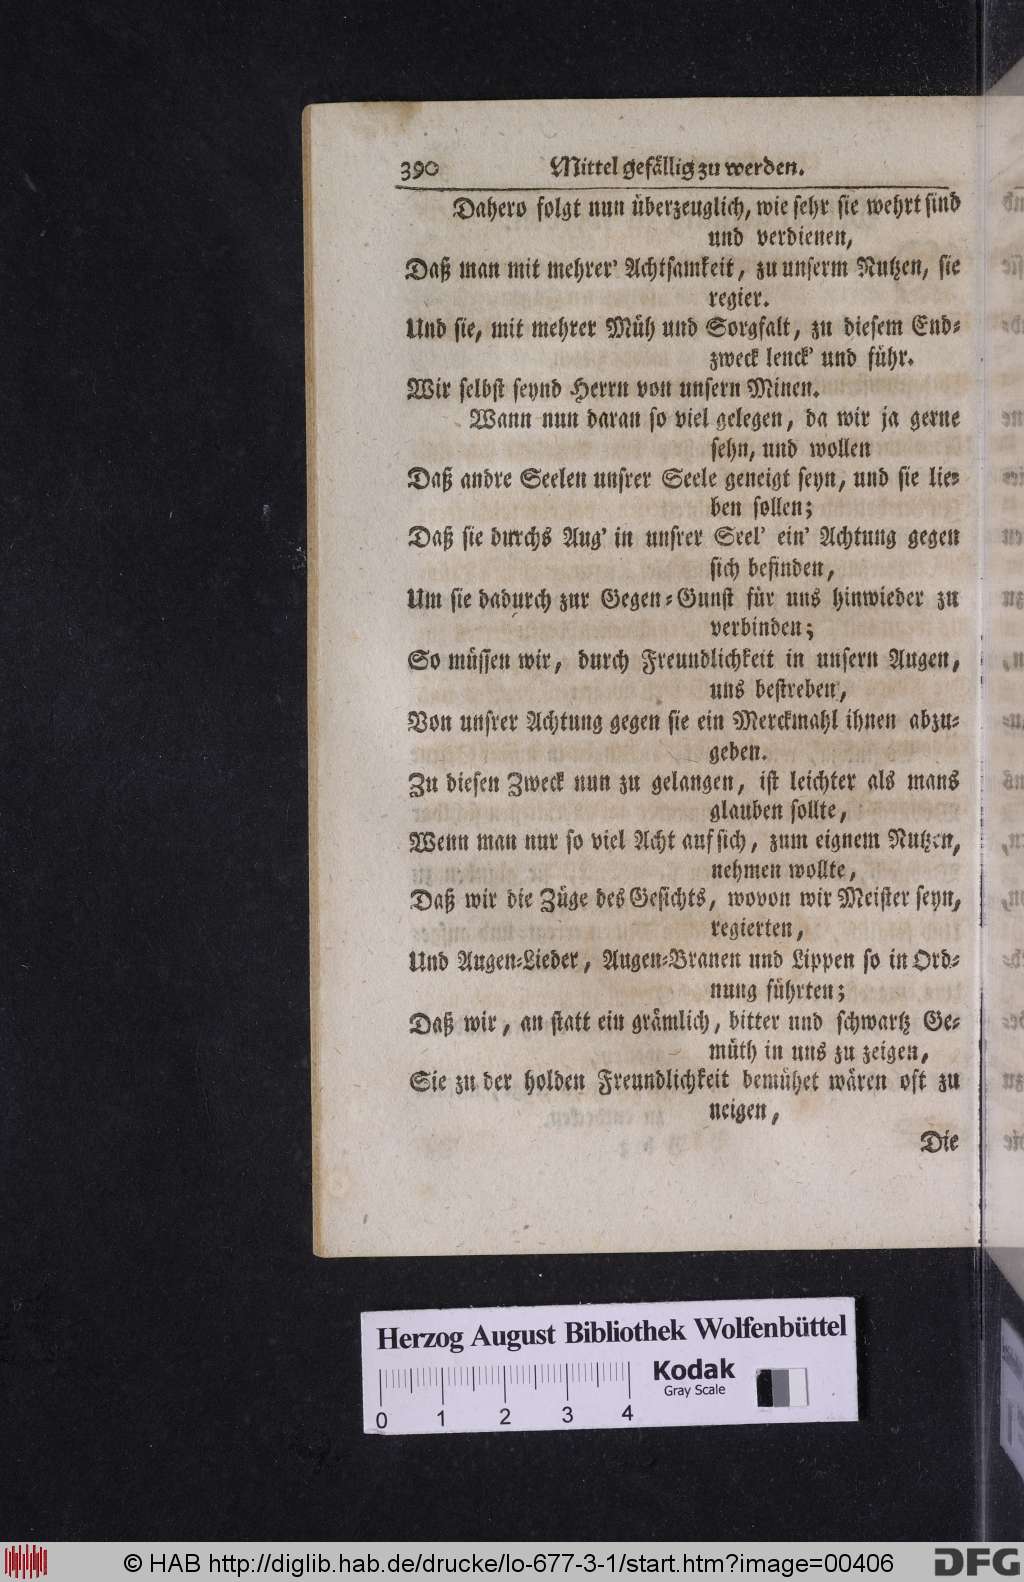 390 Mittel gefällig zu werden.
Dahero folgt nun überzeuglich, wie sehr sie wehrt sind
und verdienen,
Daß man mit mehrer' Achtsamkeit, zu unserm Nutzen, sie
regier.
Und sie, mit mehrer Müh und Sorgfalt, zu diesem End-
zweck lenck' und führ.
Wir selbst seynd Herrn von unsern Minen.
Wann nun daran so viel gelegen, da wir ja gerne
sehn, und wollen
Daß andre Seelen unsrer Seele geneigt seyn, und sie lie-
ben sollen;
Daß sie durchs Aug' in unsrer Seel' ein' Achtung gegen
sich befinden,
Um sie dadurch zur Gegen-Gunst für uns hinwieder zu
verbinden;
So müssen wir, durch Freundlichkeit in unsern Augen,
uns bestreben,
Von unsrer Achtung gegen sie ein Merckmahl ihnen abzu-
geben.
Zu diesen Zweck nun zu gelangen, ist leichter als mans
glauben sollte,
Wenn man nur so viel Acht auf sich, zum eignem Nutzen,
nehmen wollte,
Daß wir die Züge des Gesichts, wovon wir Meister seyn,
regierten,
Und Augen-Lieder, Augen-Branen und Lippen so in Ord-
nung führten;
Daß wir, an statt ein grämlich, bitter und schwartz Ge-
müth in uns zu zeigen,
Sie zu der holden Freundlichkeit bemühet wären oft zu
neigen,
Die
Herzog August Bibliothek Wolfenbüttel
Kodak
Gray Scale
0 1 2 3 4
© HAB http://diglib.hab.de/drucke/lo-677-3-1/start.htm?image=00406
DFG